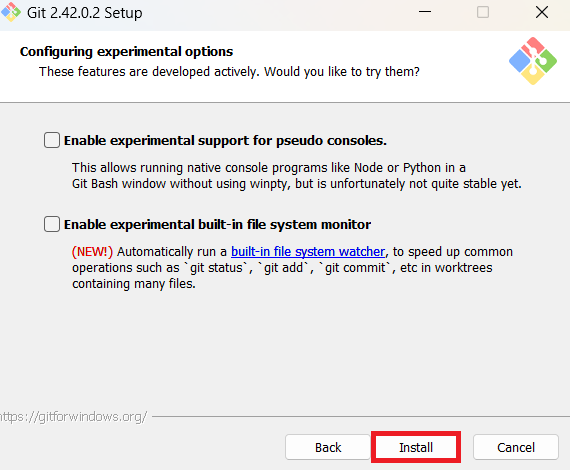 Git 2.42.0.2 Setup
Configuring experimental options
These features are developed actively. Would you like to try them?
Enable experimental support for pseudo consoles.
This allows running native console programs like Node or Python in a
Git Bash window without using winpty, but is unfortunately not quite stable yet.
Enable experimental built-in file system monitor
(NEW!) Automatically run a built-in file system watcher, to speed up common
operations such as `git status`, `git add`, `git commit`, etc in worktrees
containing many files.
https://gitforwindows.org/
Back Install Cancel